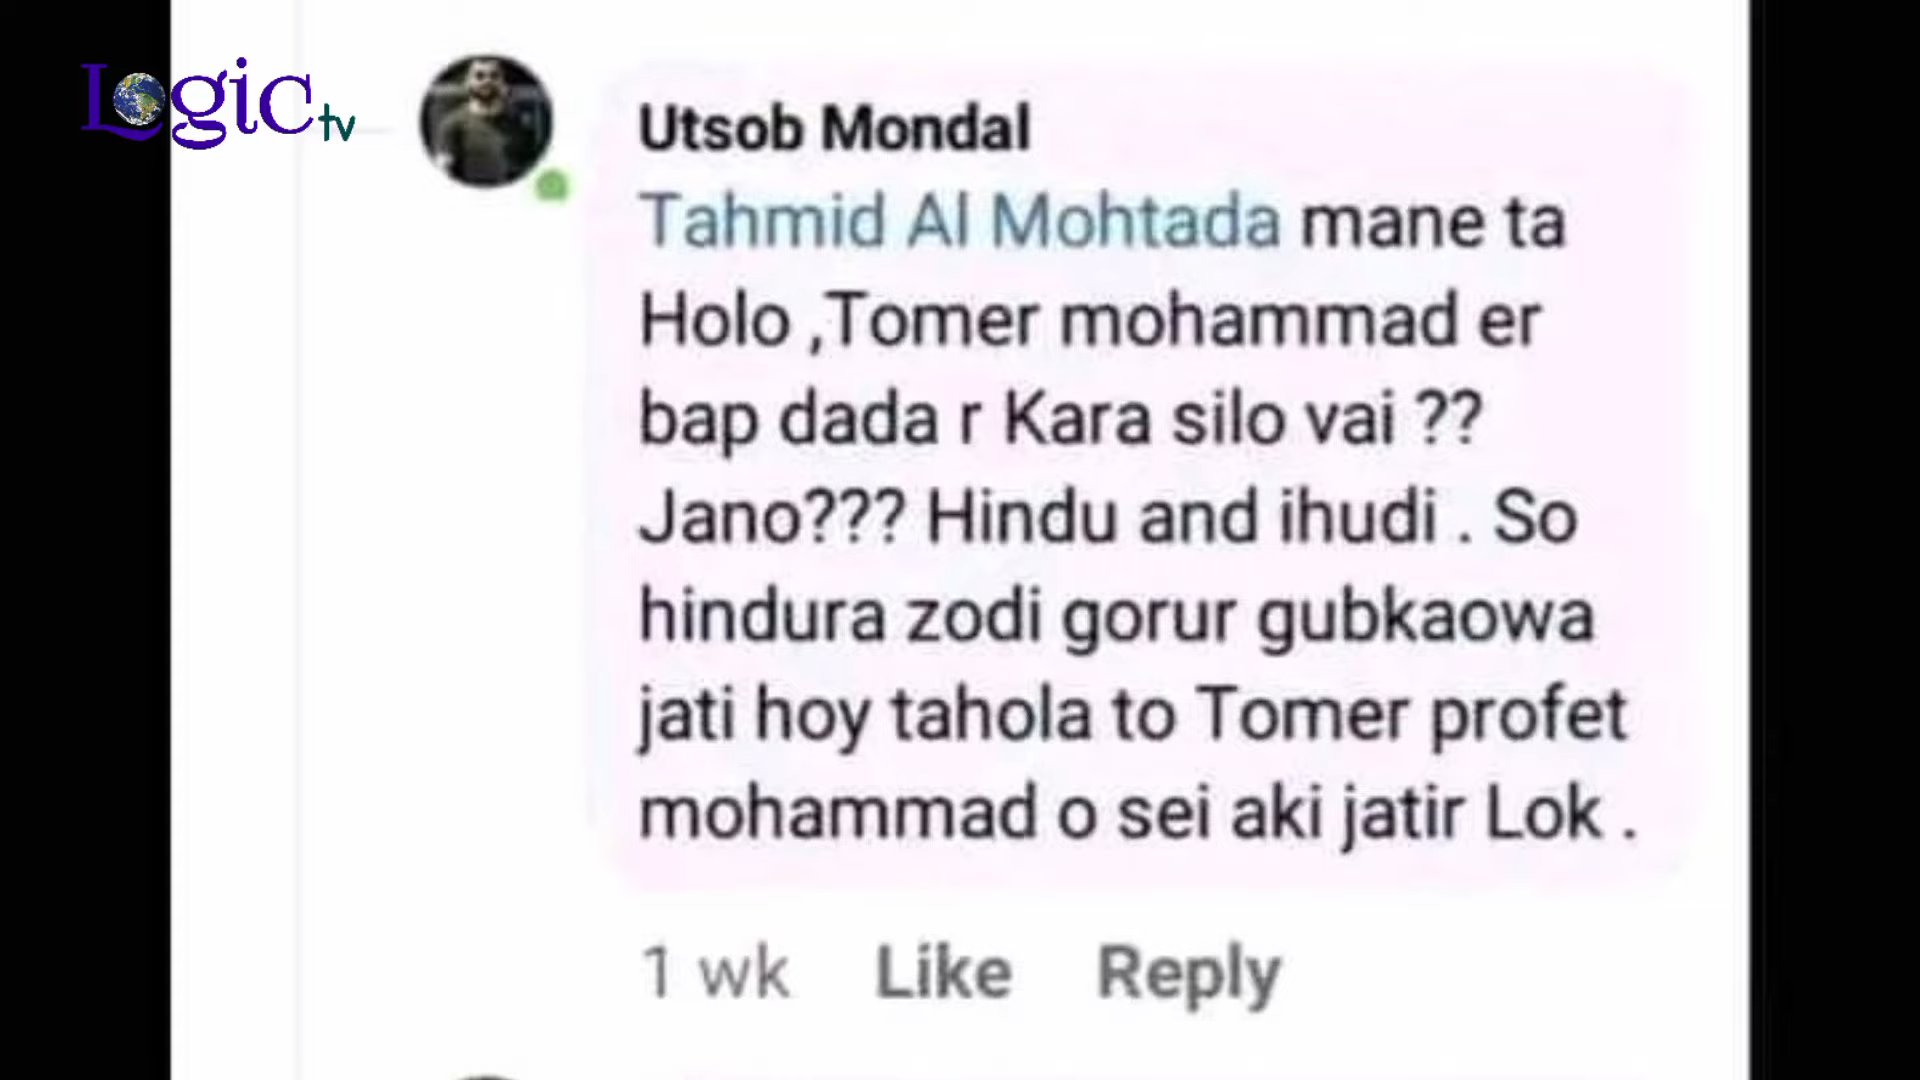 Logic tv
Utsob Mondal
Tahmid Al Mohtada mane ta
Holo ,Tomer mohammad er
bap dada r Kara silo vai ??
Jano??? Hindu and ihudi . So
hindura zodi gorur gubkaowa
jati hoy tahola to Tomer profet
mohammad o sei aki jatir Lok .
1 wk Like Reply